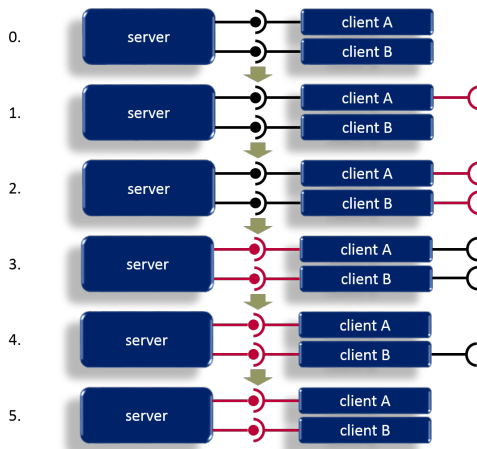 0. server client A
client B
1. server client A
client B
2. server client A
client B
3. server client A
client B
4. server client A
client B
5. server client A
client B